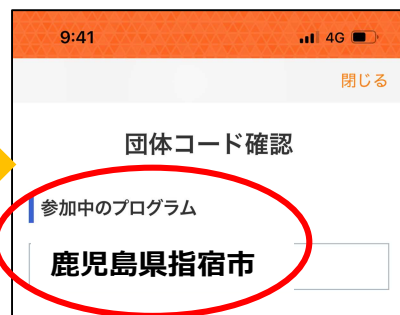 9:41 4G
閉じる
団体コード確認
参加中のプログラム
鹿児島県指宿市